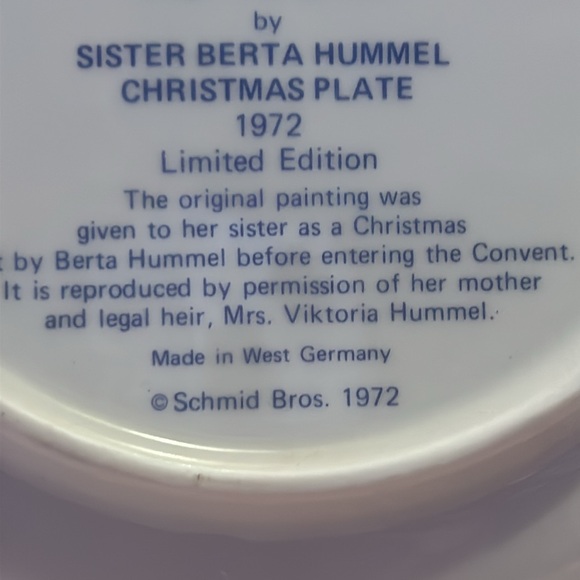 by
SISTER BERTA HUMMEL
CHRISTMAS PLATE
1972
Limited Edition
The original painting was
given to her sister as a Christmas
by Berta Hummel before entering the Convent.
It is reproduced by permission of her mother
and legal heir, Mrs. Viktoria Hummel.
Made in West Germany
© Schmid Bros. 1972